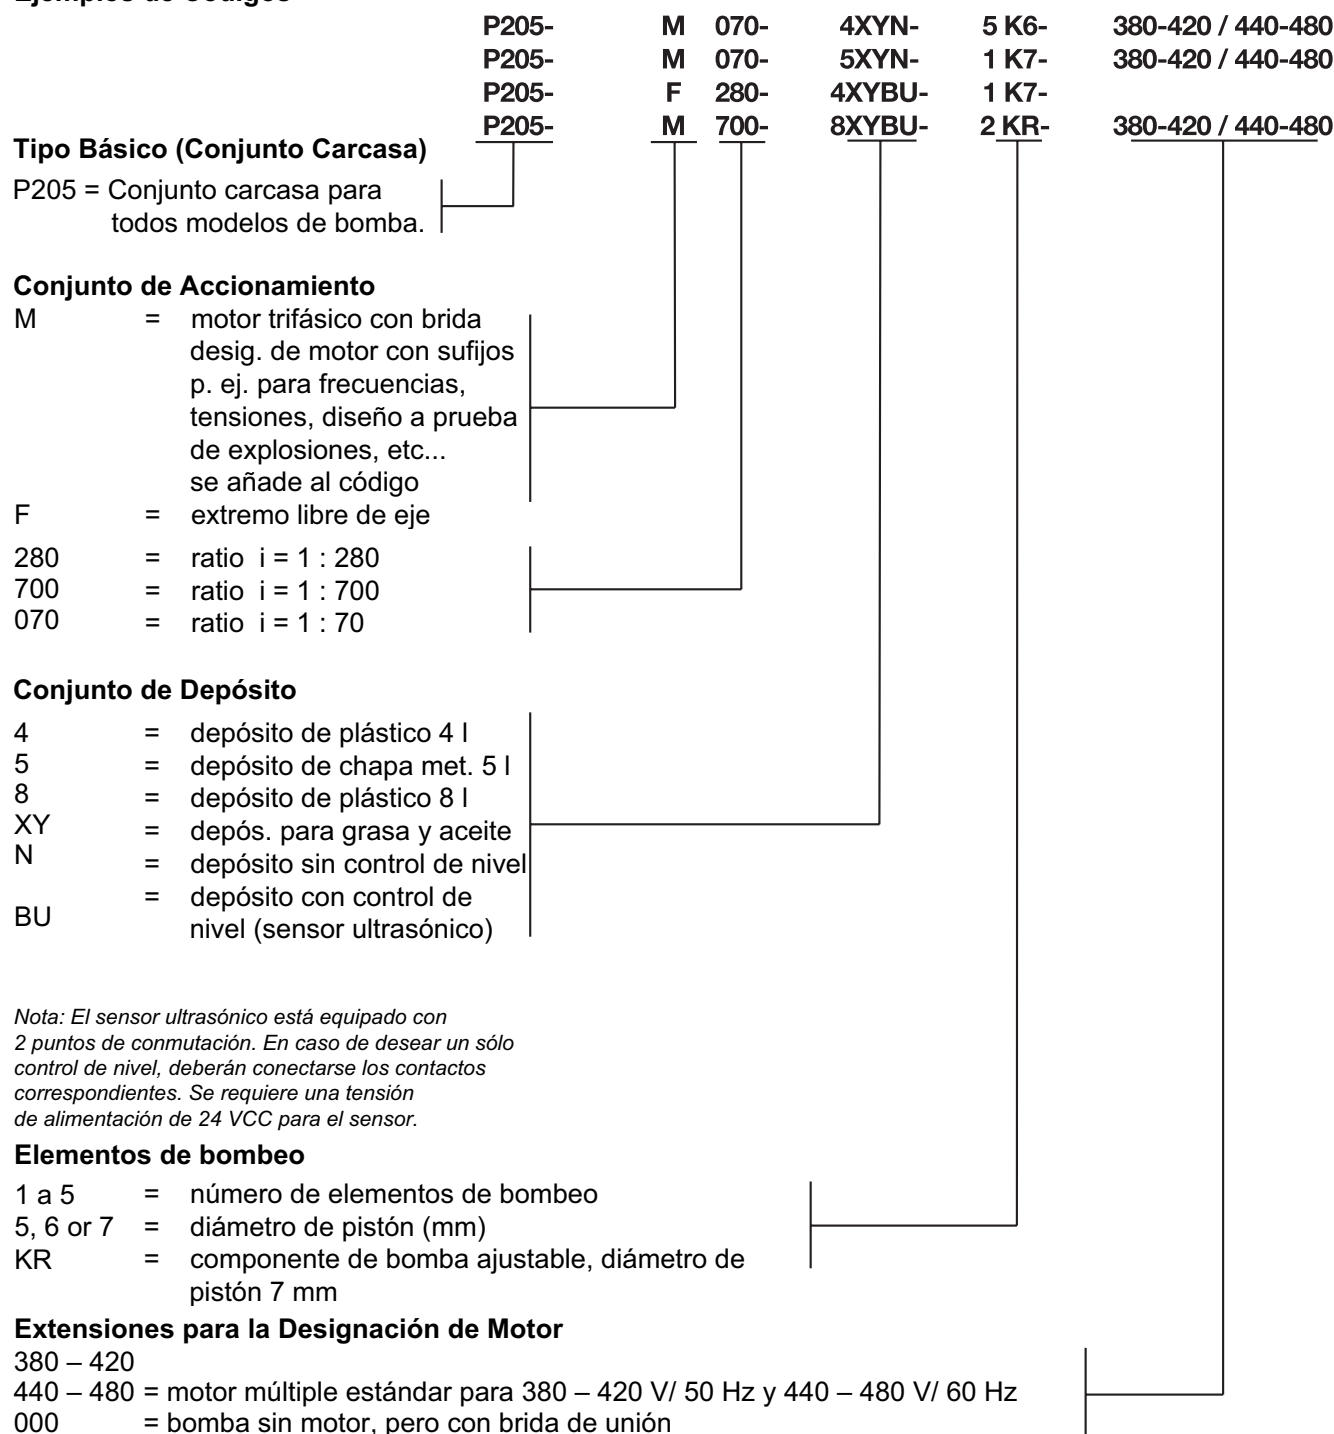 Ejemplos de Códigos
P205- M 070- 4XYN- 5 K6- 380-420 / 440-480
P205- M 070- 5XYN- 1 K7- 380-420 / 440-480
P205- F 280- 4XYBU- 1 K7-
P205- M 700- 8XYBU- 2 KR- 380-420 / 440-480
Tipo Básico (Conjunto Carcasa)
P205 = Conjunto carcasa para
todos modelos de bomba.
Conjunto de Accionamiento
M = motor trifásico con brida
desig. de motor con sufijos
p. ej. para frecuencias,
tensiones, diseño a prueba
de explosiones, etc...
se añade al código
F = extremo libre de eje
280 = ratio i = 1 : 280
700 = ratio i = 1 : 700
070 = ratio i = 1 : 70
Conjunto de Depósito
4 = depósito de plástico 4 l
5 = depósito de chapa met. 5 l
8 = depósito de plástico 8 l
XY = depós. para grasa y aceite
N = depósito sin control de nivel
= depósito con control de
BU nivel (sensor ultrasónico)
Nota: El sensor ultrasónico está equipado con
2 puntos de conmutación. En caso de desear un sólo
control de nivel, deberán conectarse los contactos
correspondientes. Se requiere una tensión
de alimentación de 24 VCC para el sensor.
Elementos de bombeo
1 a 5 = número de elementos de bombeo
5, 6 or 7 = diámetro de pistón (mm)
KR = componente de bomba ajustable, diámetro de
pistón 7 mm
Extensiones para la Designación de Motor
380 – 420
440 – 480 = motor múltiple estándar para 380 – 420 V/ 50 Hz y 440 – 480 V/ 60 Hz
000 = bomba sin motor, pero con brida de unión